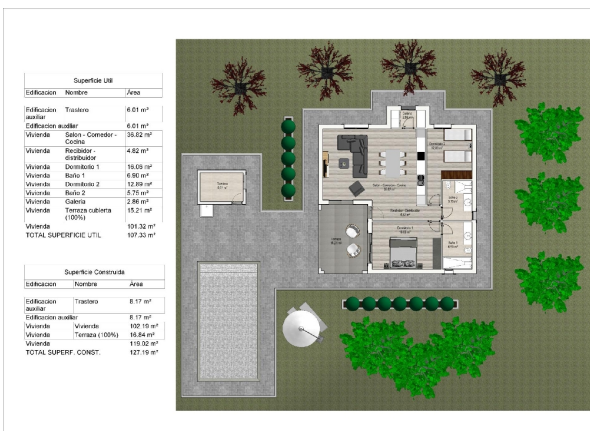 Superficie Util
Edificacion Nombre Área
Edificacion auxiliar Trastero 6.01 m²
Edificacion auxiliar 6.01 m²
Vivienda Salon - Comedor - Cocina 36.82 m²
Vivienda Recibidor - distribuidor 4.82 m²
Vivienda Dormitorio 1 16.06 m²
Vivienda Baño 1 6.90 m²
Vivienda Dormitorio 2 12.89 m²
Vivienda Baño 2 5.75 m²
Vivienda Galeria 2.86 m²
Vivienda Terraza cubierta (100%) 15.21 m²
Vivienda 101.32 m²
TOTAL SUPERFICIE UTIL 107.33 m²
Superficie Construida
Edificacion Nombre Área
Edificacion auxiliar Trastero 8.17 m²
Edificacion auxiliar 8.17 m²
Vivienda Vivienda 102.19 m²
Vivienda Terraza (100%) 16.84 m²
Vivienda 119.02 m²
TOTAL SUPERF. CONST. 127.19 m²